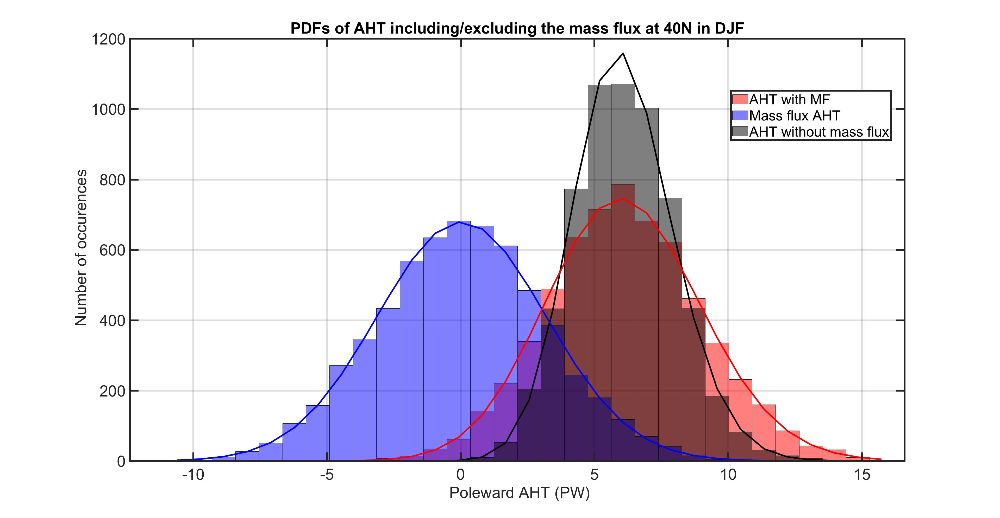 PDFs of AHT including/excluding the mass flux at 40N in DJF
1200
1000
800
600
400
200
0
Number of occurences
AHT with MF
Mass flux AHT
AHT without mass flux
-10
-5
0
5
10
15
Poleward AHT (PW)